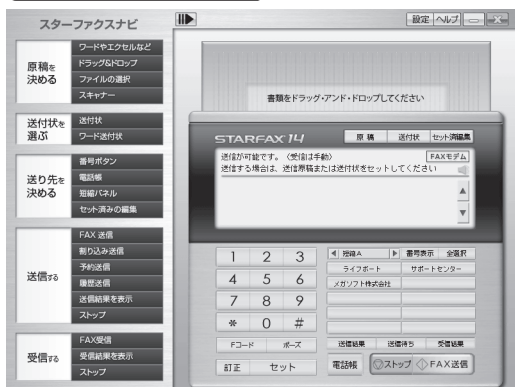 スターファクスナビ
設定 ヘルプ
原稿を
決める
ワードやエクセルなど
ドラッグ&ドロップ
ファイルの選択
スキャナー
送付状を
選ぶ
送付状
ワード送付状
送り先を
決める
番号ボタン
電話帳
短縮パネル
セット済みの編集
送信する
FAX 送信
割り込み送信
予約送信
履歴送信
送信結果を表示
ストップ
受信する
FAX受信
受信結果を表示
ストップ
書類をドラッグ・アンド・ドロップしてください
STARFAX 14
原 稿 送付状 セット済編集
送信が可能です。 (受信は手動) FAXモデム
送信する場合は、送信原稿または送付状をセットしてください
1 2 3
4 5 6
7 8 9
* 0 #
Fコード ポーズ
訂正 セット
短縮A 番号表示 全選択
ライフボート サポートセンター
メガソフト株式会社
送信結果 送信待ち 受信結果
電話帳 ストップ FAX送信